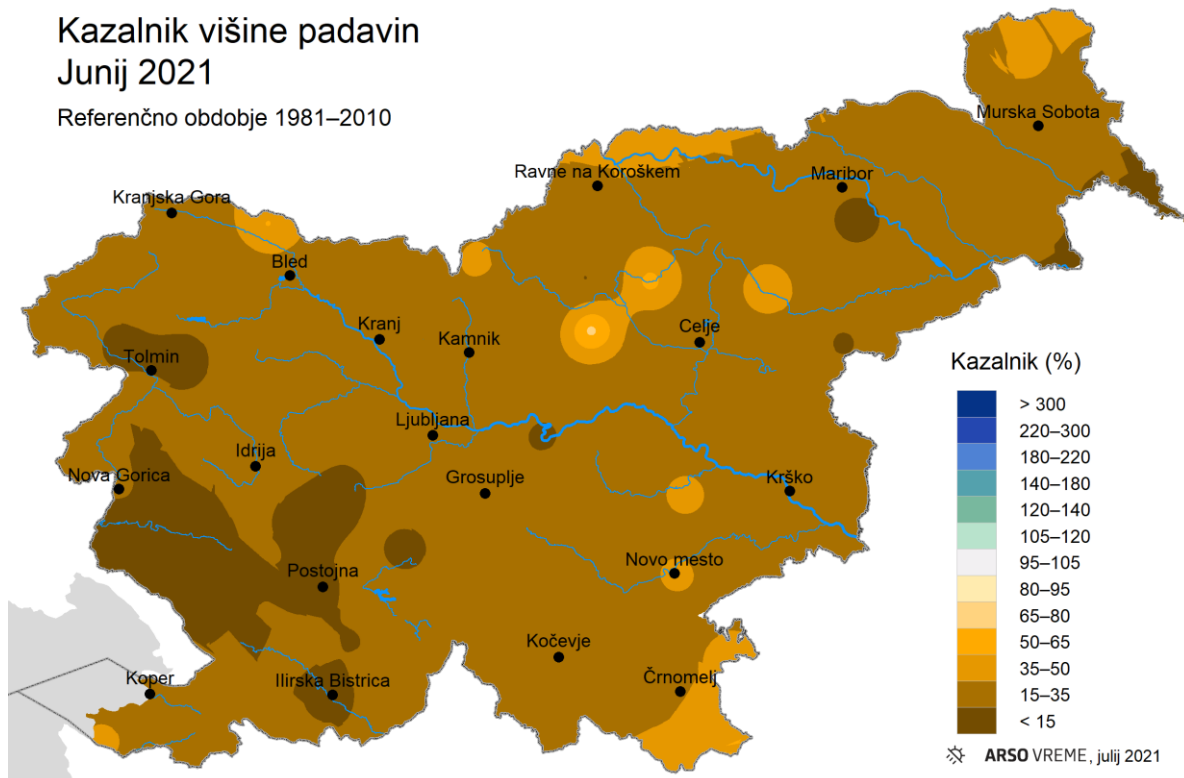 Kazalnik višine padavin
Junij 2021
Referenčno obdobje 1981–2010
Murska Sobota
Ravne na Koroškem
Maribor
Kranjska Gora
Bled
Kranj
Kamnik
Celje
Tolmin
Ljubljana
Idrija
Nova Gorica
Grosuplje
Krško
Postojna
Novo mesto
Kočevje
Koper
Ilirska Bistrica
Črnomelj
Kazalnik (%)
> 300
220–300
180–220
140–180
120–140
105–120
95–105
80–95
65–80
50–65
35–50
15–35
< 15
ARSO VREME, julij 2021